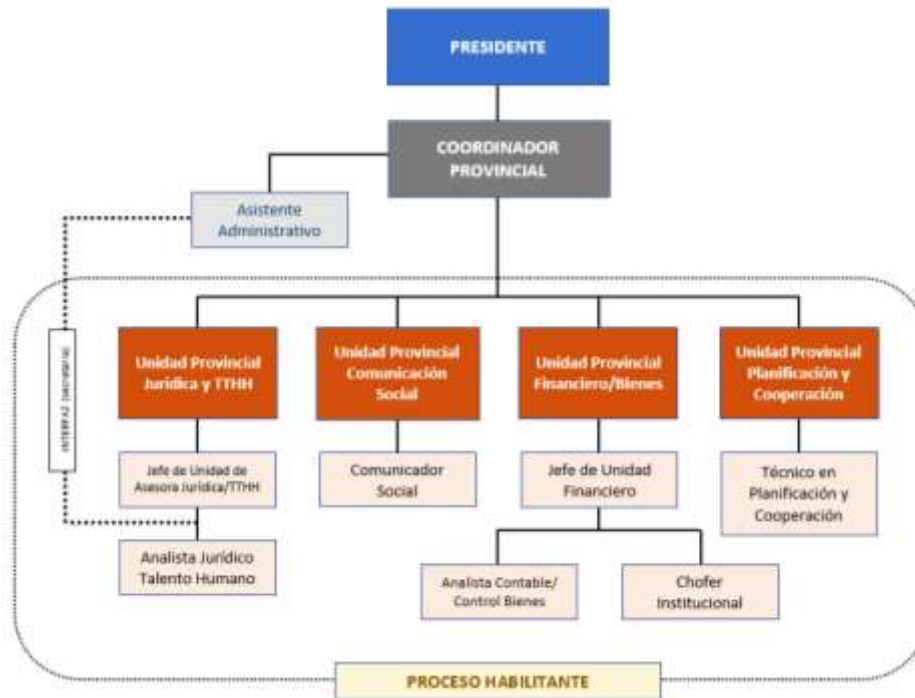 PRESIDENTE
COORDINADOR
PROVINCIAL
Asistente
Administrativo
INTERFAZ (secretaria)
Unidad Provincial
Jurídica y TTHH
Unidad Provincial
Comunicación
Social
Unidad Provincial
Financiero/Bienes
Unidad Provincial
Planificación y
Cooperación
Jefe de Unidad de
Asesora Jurídica/TTHH
Comunicador
Social
Jefe de Unidad
Financiero
Técnico en
Planificación y
Cooperación
Analista Jurídico
Talento Humano
Analista Contable/
Control Bienes
Chofer
Institucional
PROCESO HABILITANTE